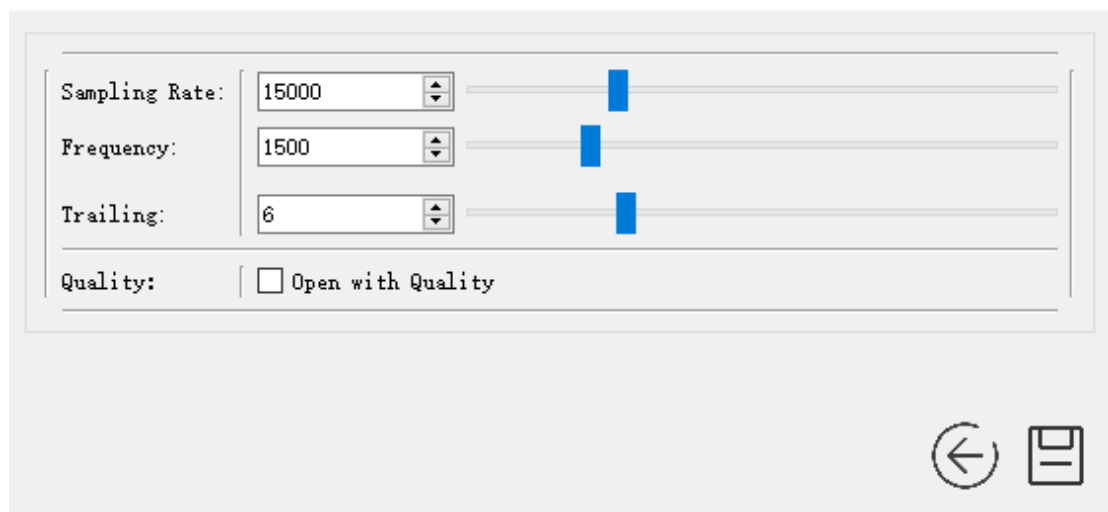 Sampling Rate: 15000
Frequency: 1500
Trailing: 6
Quality: Open with Quality